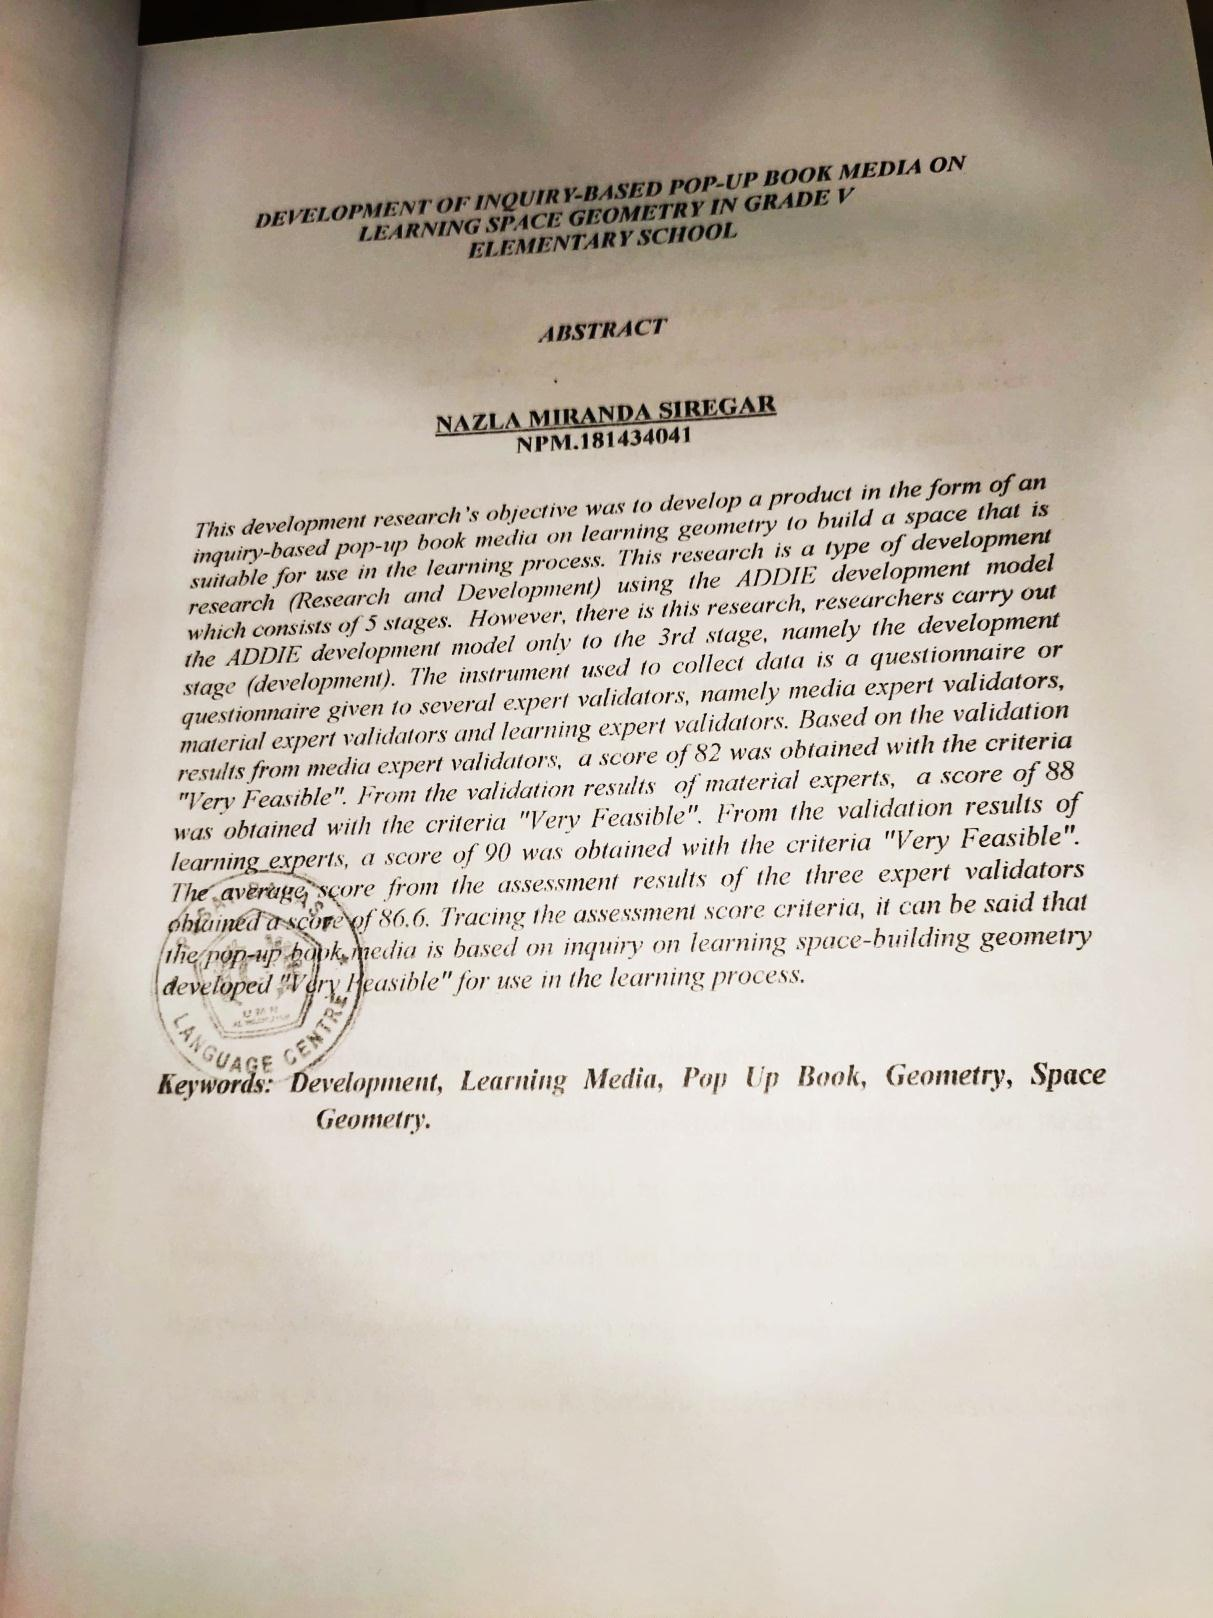 DEVELOPMENT OF INQUIRY-BASED POP-UP BOOK MEDIA ON
LEARNING SPACE GEOMETRY IN GRADE V
ELEMENTARY SCHOOL
ABSTRACT
NAZLA MIRANDA SIREGAR
NPM.181434041
This development research's objective was to develop a product in the form of an
inquiry-based pop-up book media on learning geometry to build a space that is
suitable for use in the learning process. This research is a type of development
research (Research and Development) using the ADDIE development model
which consists of 5 stages. However, there is this research, researchers carry out
the ADDIE development model only to the 3rd stage, namely the development
stage (development). The instrument used to collect data is a questionnaire or
questionnaire given to several expert validators, namely media expert validators,
material expert validators and learning expert validators. Based on the validation
results from media expert validators, a score of 82 was obtained with the criteria
"Very Feasible". From the validation results of material experts, a score of 88
was obtained with the criteria "Very Feasible". From the validation results of
learning experts, a score of 90 was obtained with the criteria "Very Feasible".
The average score from the assessment results of the three expert validators
obtained a score of 86.6. Tracing the assessment score criteria, it can be said that
the pop-up book media is based on inquiry on learning space-building geometry
developed "Very Feasible" for use in the learning process.
LANGUAGE CENTRE
Keywords: Development, Learning Media, Pop Up Book, Geometry, Space
Geometry.